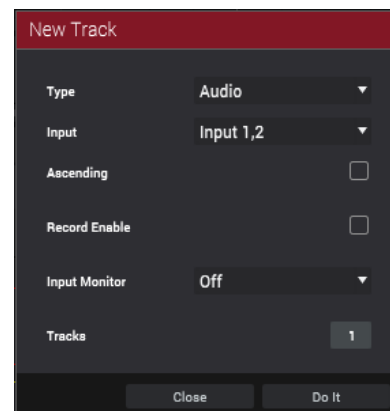 New Track
Type Audio
Input Input 1,2
Ascending
Record Enable
Input Monitor Off
Tracks 1
Close Do It